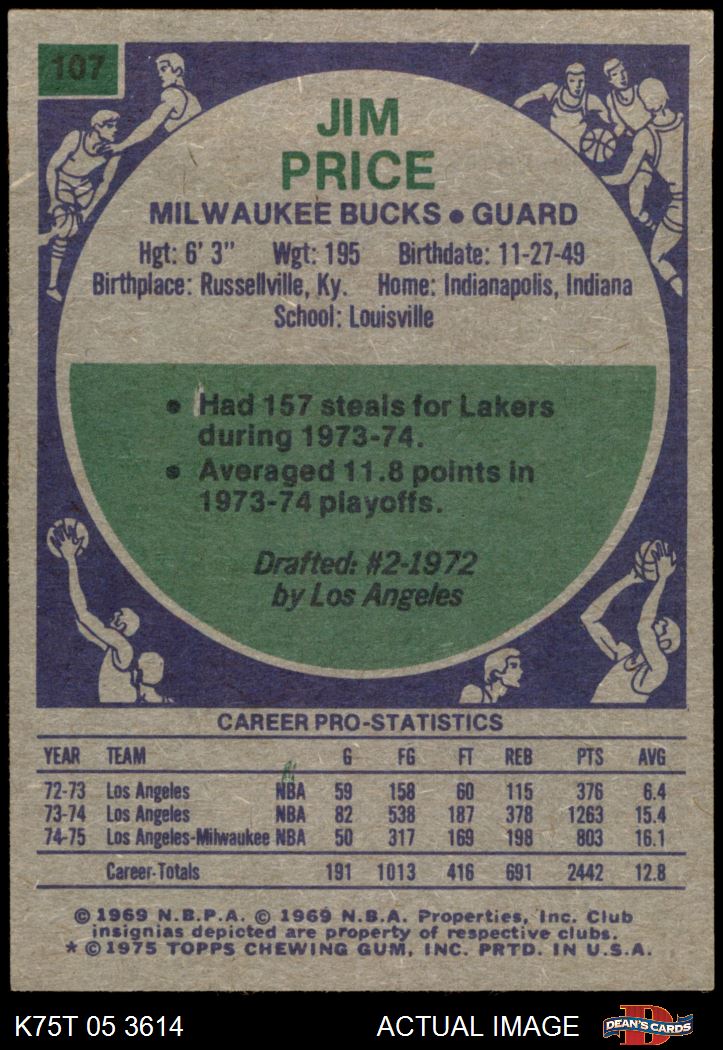 107
JIM
PRICE
MILWAUKEE BUCKS • GUARD
Hgt: 6' 3" Wgt: 195 Birthdate: 11-27-49
Birthplace: Russellville, Ky. Home: Indianapolis, Indiana
School: Louisville
• Had 157 steals for Lakers
during 1973-74.
• Averaged 11.8 points in
1973-74 playoffs.
Drafted: #2-1972
by Los Angeles
CAREER PRO-STATISTICS
YEAR TEAM G FG FT REB PTS AVG
72-73 Los Angeles NBA 59 158 60 115 376 6.4
73-74 Los Angeles NBA 82 538 187 378 1263 15.4
74-75 Los Angeles-Milwaukee NBA 50 317 169 198 803 16.1
Career-Totals 191 1013 416 691 2442 12.8
© 1969 N.B.P.A. © 1969 N.B.A. Properties, Inc. Club
insignias depicted are property of respective clubs.
* © 1975 TOPPS CHEWING GUM, INC. PRTD. IN U.S.A.
K75T 05 3614 ACTUAL IMAGE D DEAN'S CARDS